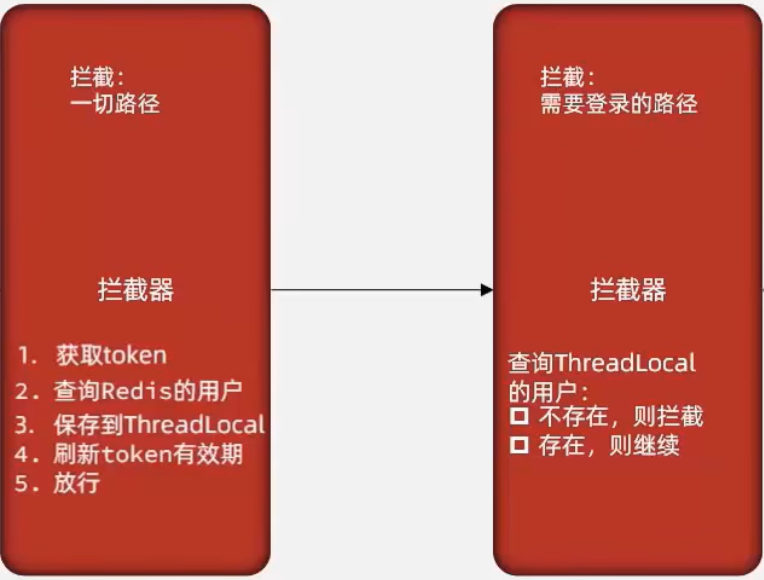 拦截：
一切路径
拦截器
1. 获取token
2. 查询Redis的用户
3. 保存到ThreadLocal
4. 刷新token有效期
5. 放行
拦截：
需要登录的路径
拦截器
查询ThreadLocal
的用户：
不存在，则拦截
存在，则继续